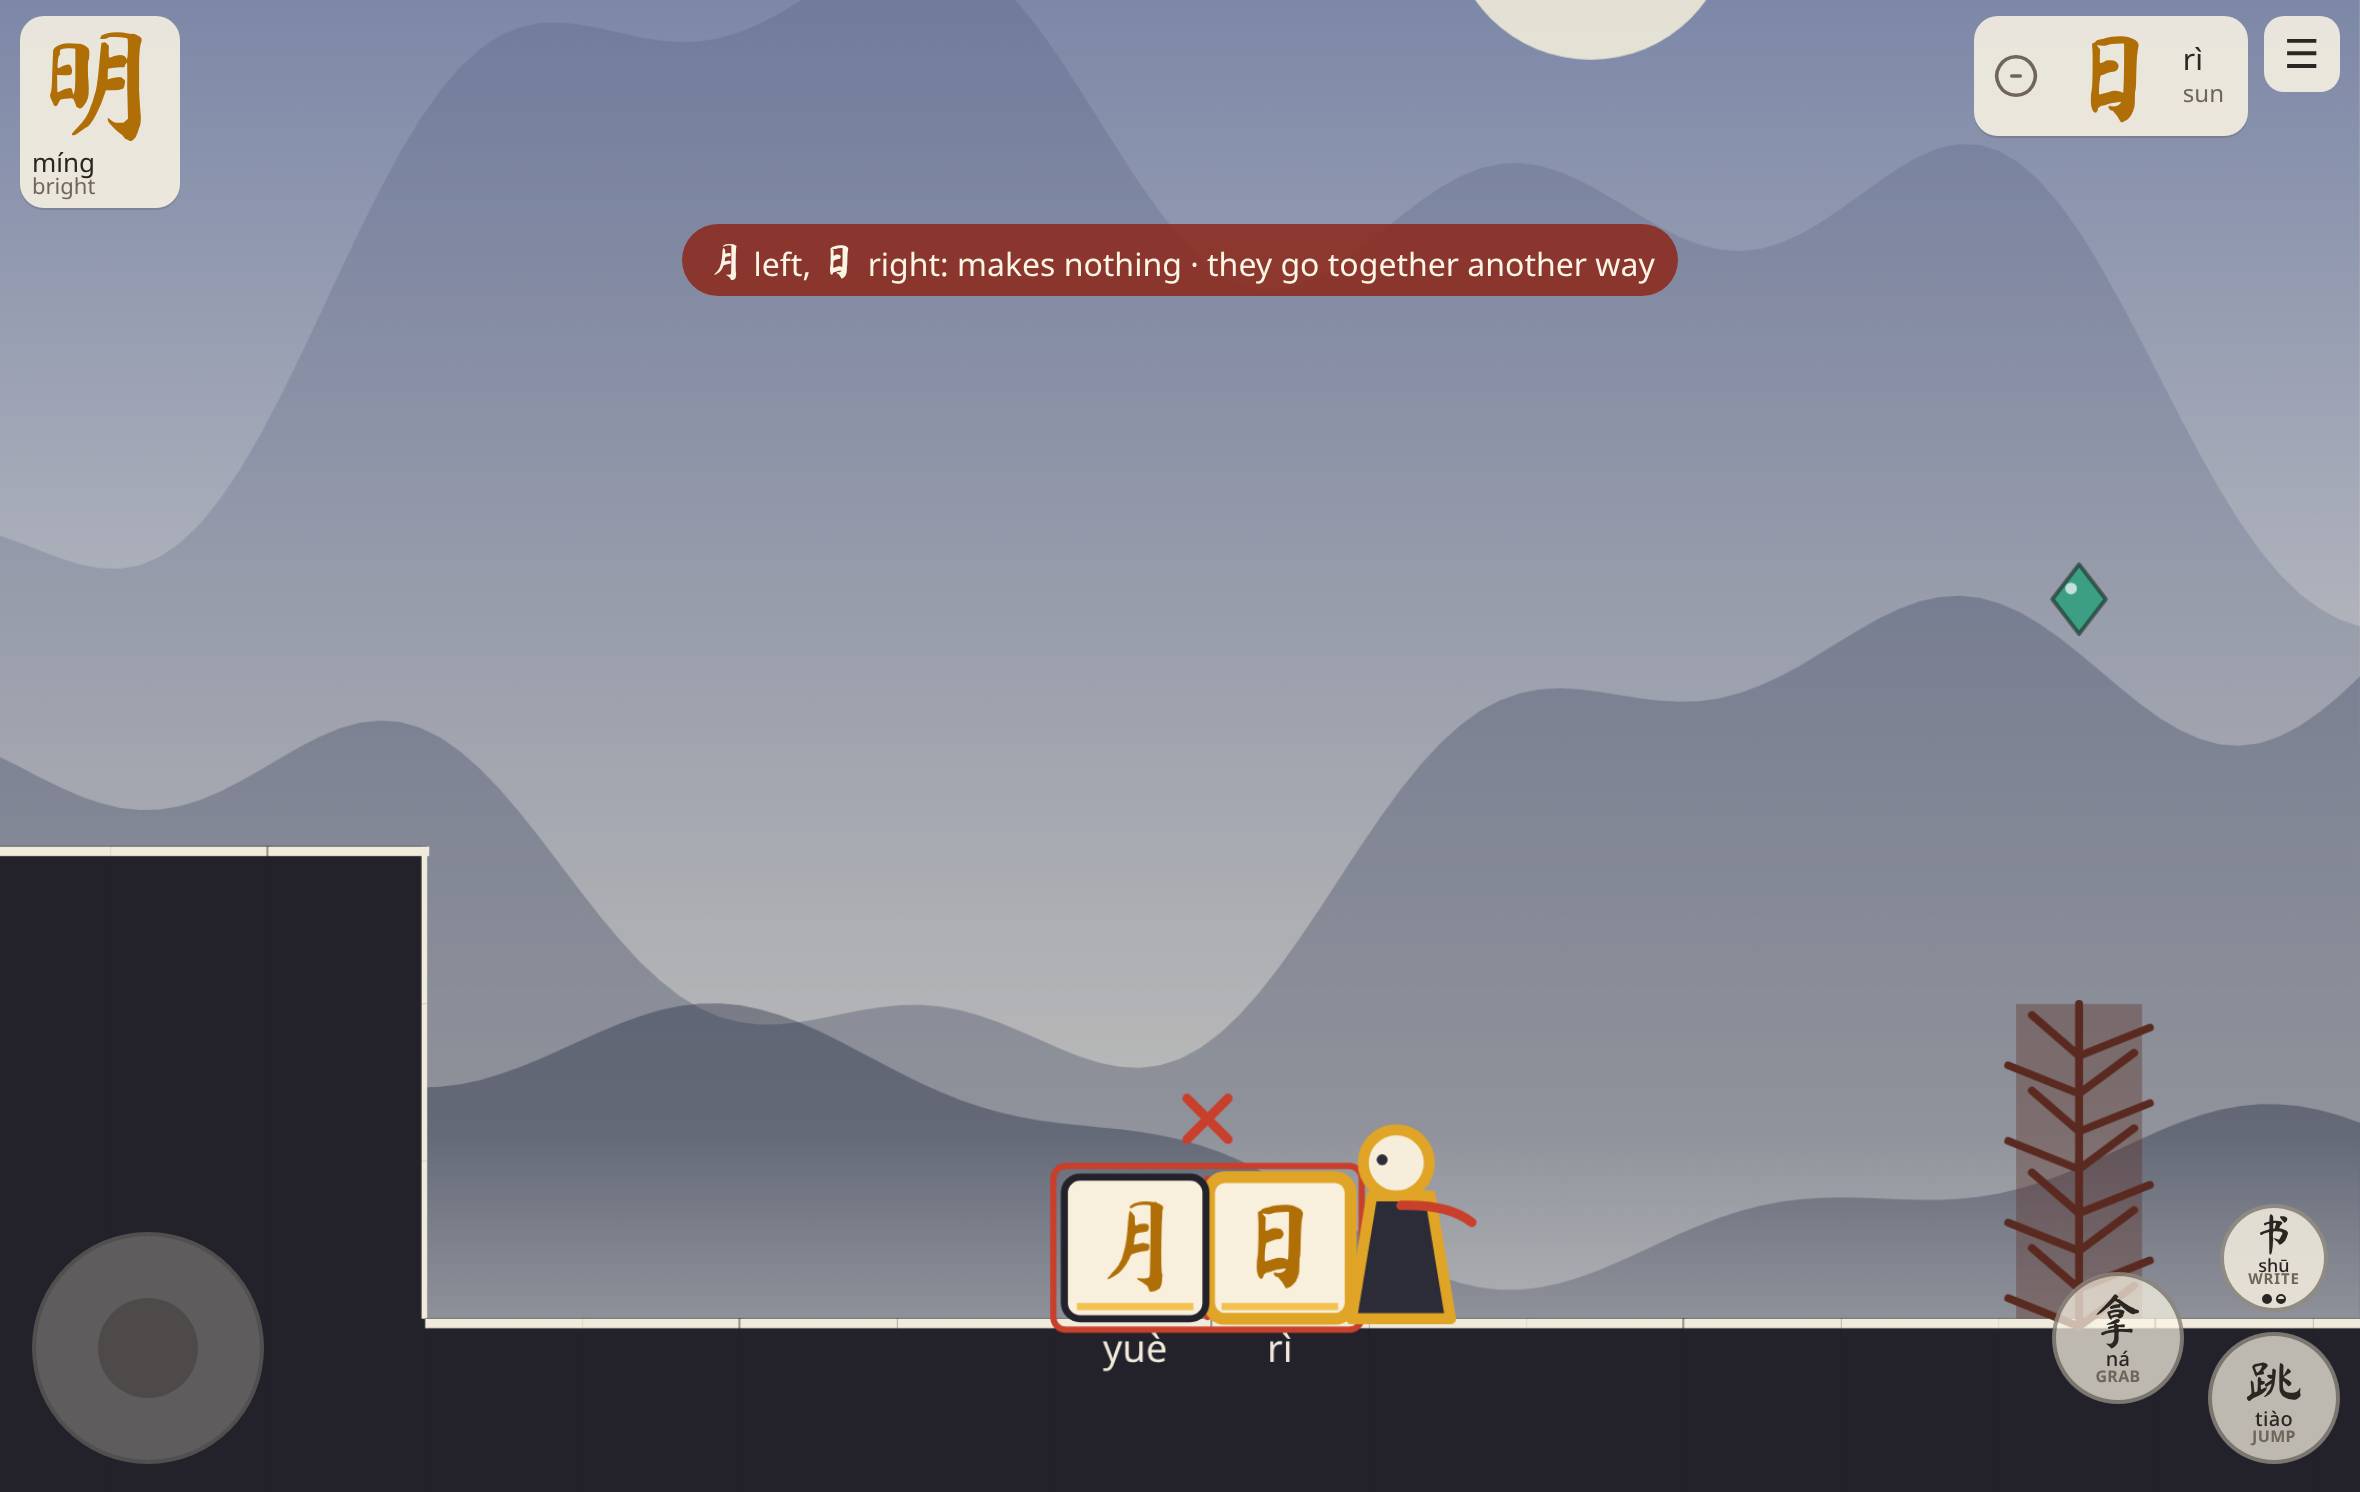 明
míng
bright
日
rì
sun
月 left, 日 right: makes nothing · they go together another way
月 日
yuè rì
书
shū
WRITE
拿
ná
GRAB
跳
tiào
JUMP